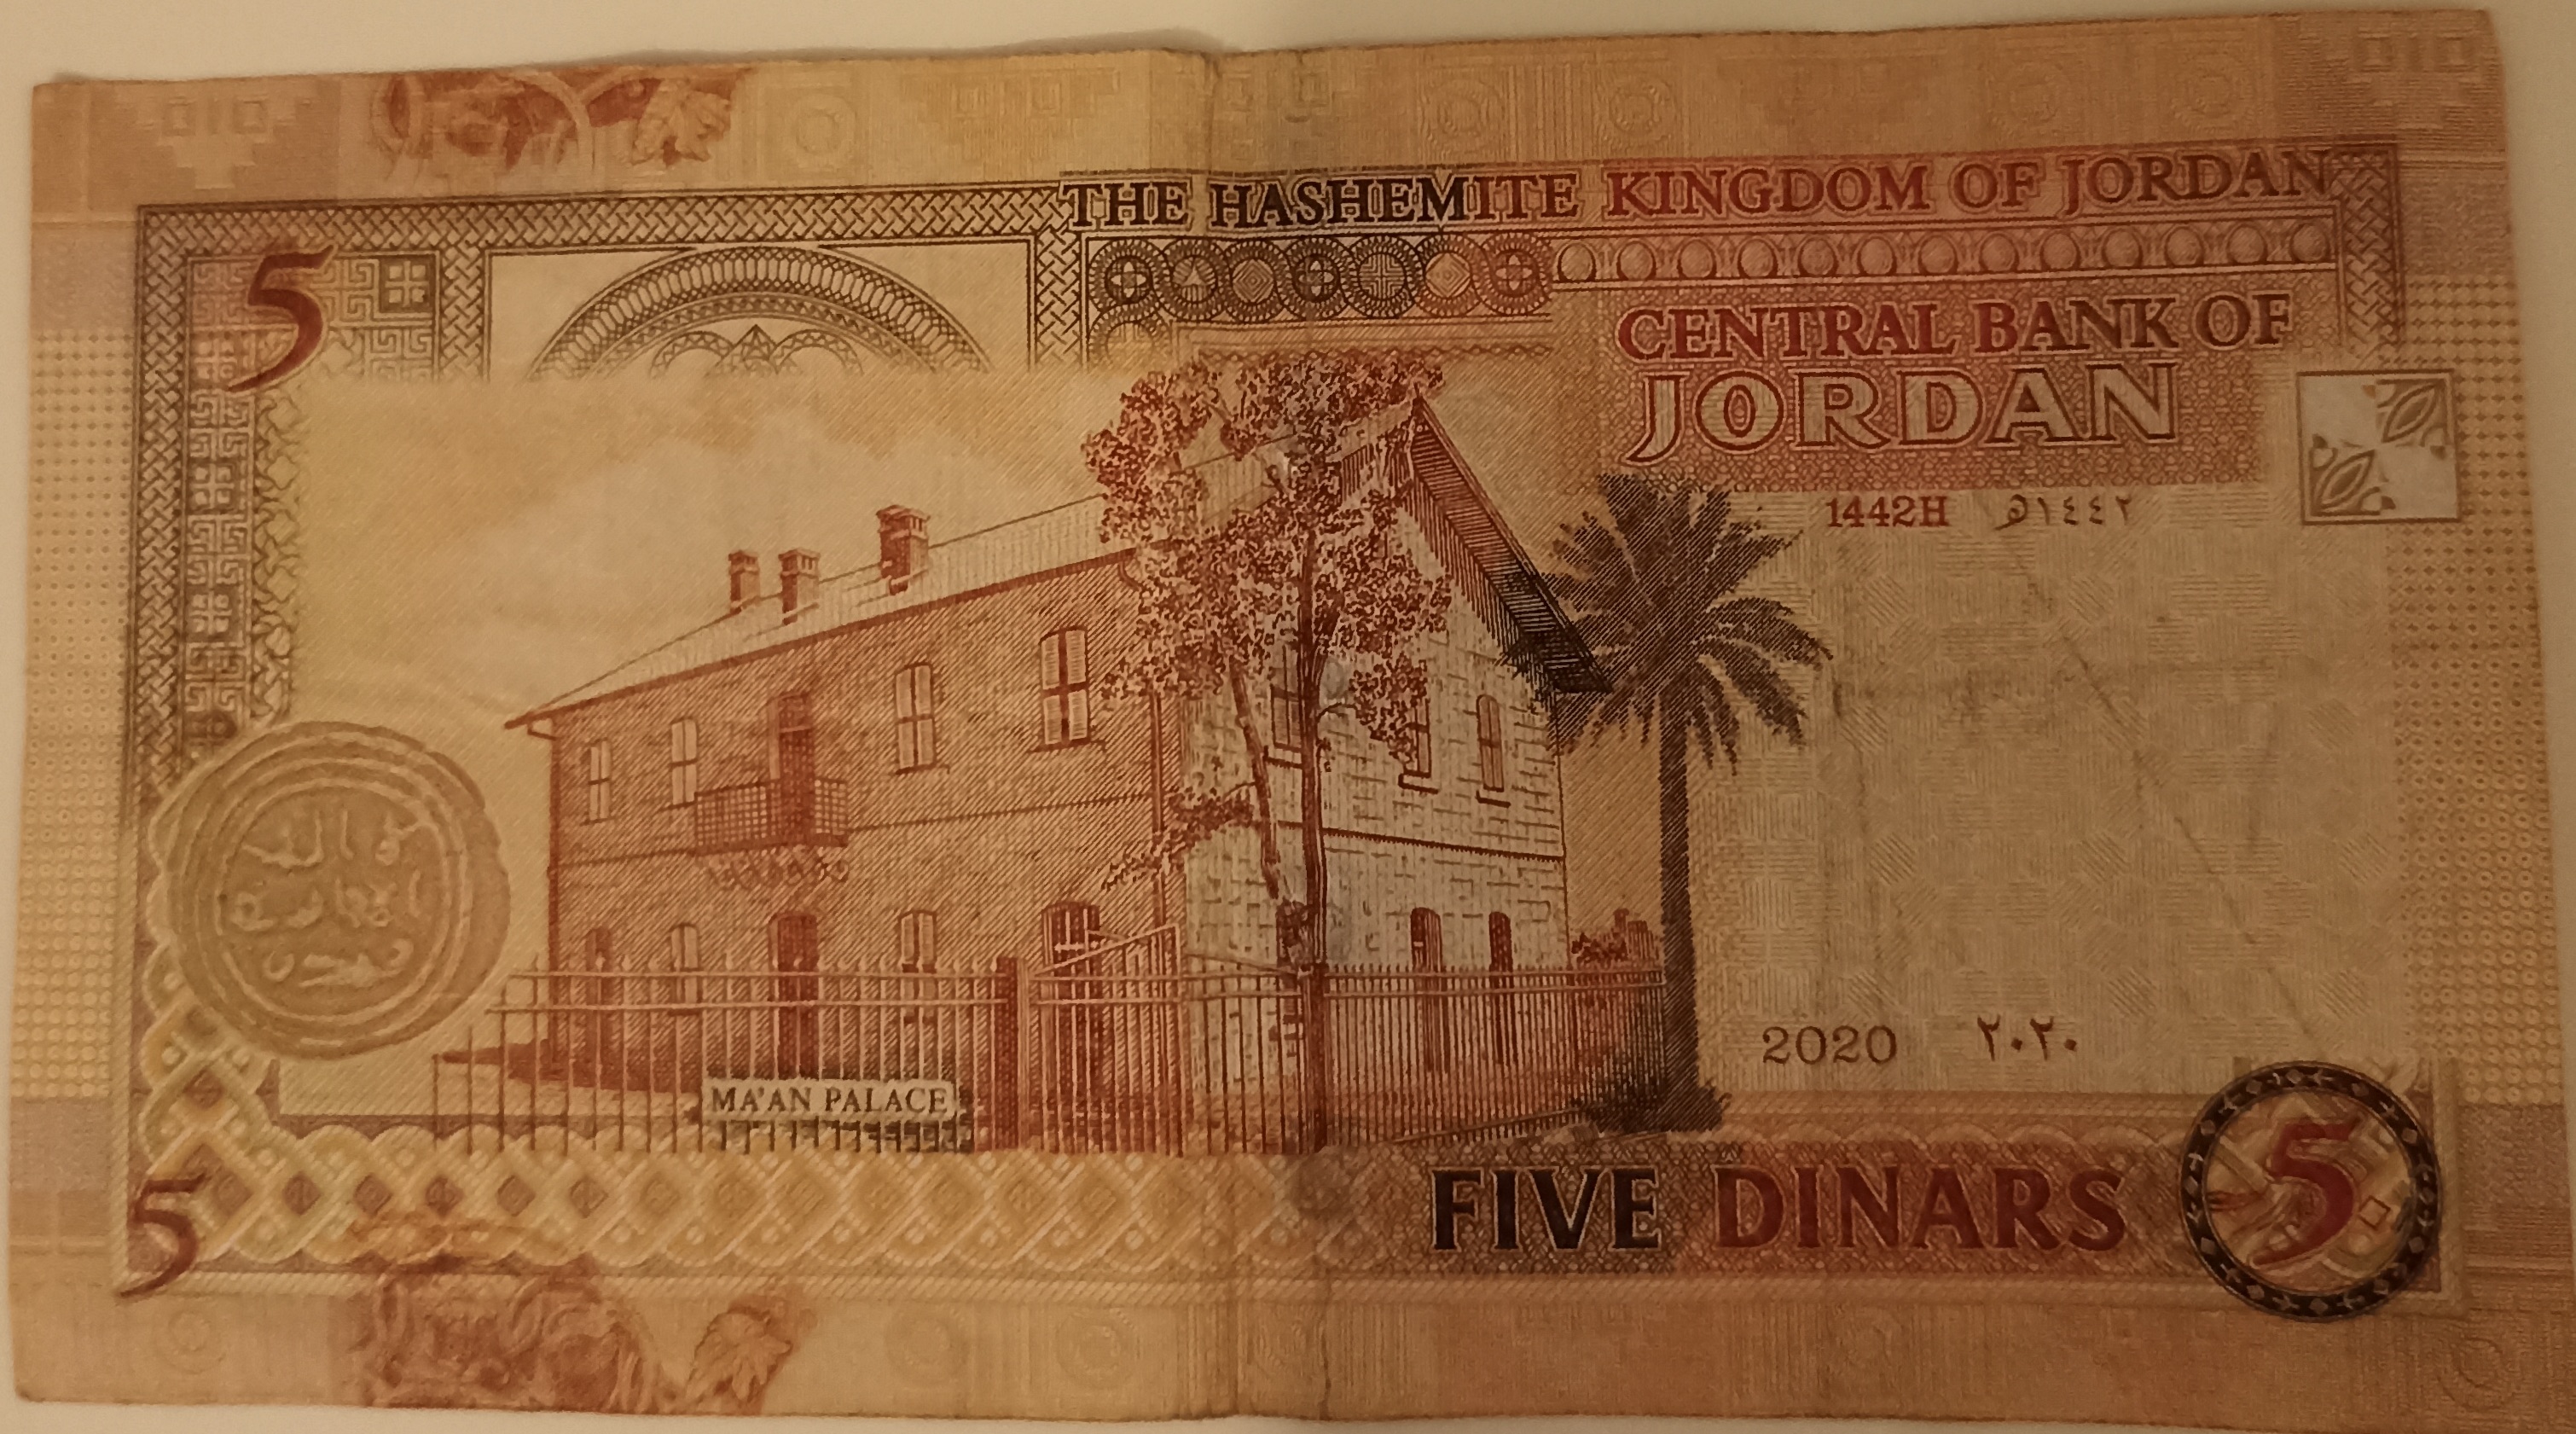 THE HASHEMITE KINGDOM OF JORDAN
5
CENTRAL BANK OF
JORDAN
1442H ١٤٤٢هـ
2020 ٢٠٢٠
MA'AN PALACE
5
FIVE DINARS
5